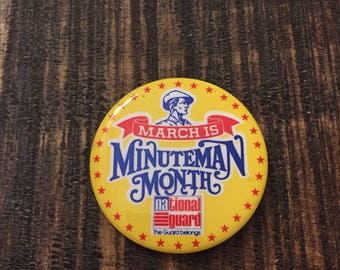 MARCH IS
MINUTEMAN
MONTH
national
guard
The Guard belongs.